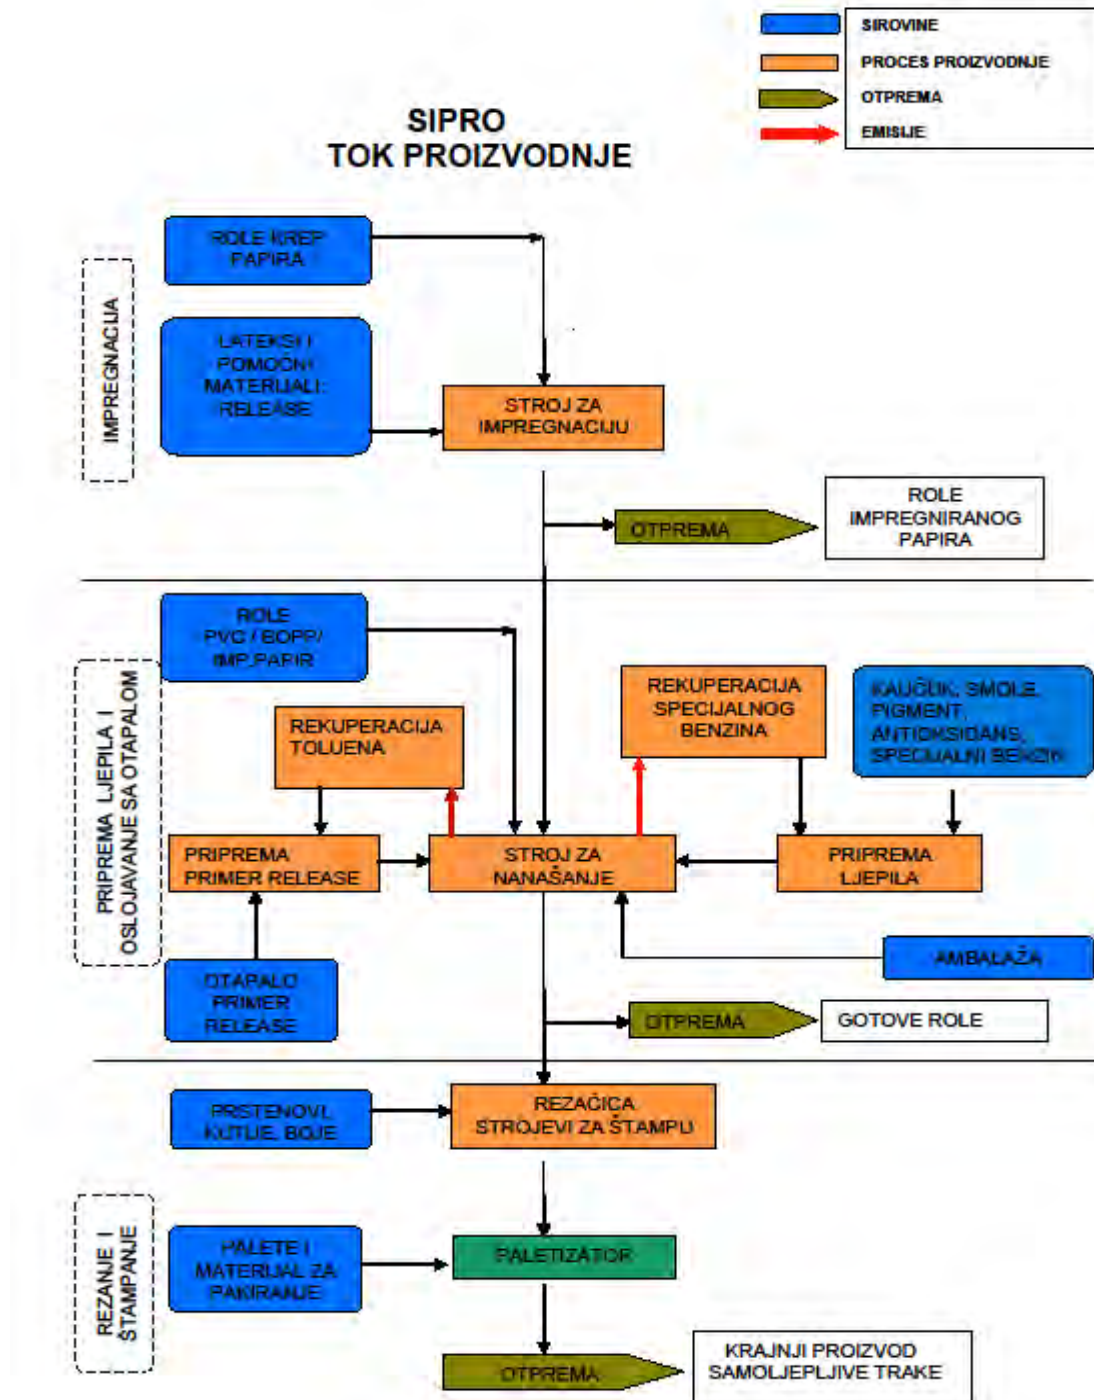 SIROVINE
PROCES PROIZVODNJE
OTPREMA
EMISIJE
SIPRO
TOK PROIZVODNJE
IMPREGNACIJA
ROLE KREP
PAPIRA
LATEKSI I
POMOĆNI
MATERIJALI,
RELEASE
STROJ ZA
IMPREGNACIJU
OTPREMA
ROLE
IMPREGNIRANOG
PAPIRA
PRIPREMA LJEPILA I
OSLOJAVANJE SA OTAPALOM
ROLE
PVC / BOPP/
IMP.PAPIR
REKUPERACIJA
TOLUENA
REKUPERACIJA
SPECIJALNOG
BENZINA
KAUČUK, SMOLE,
PIGMENT,
ANTIOKSIDANS,
SPECIJALNI BENZIN
PRIPREMA
PRIMER RELEASE
STROJ ZA
NANAŠANJE
PRIPREMA
LJEPILA
AMBALAŽA
OTAPALO
PRIMER
RELEASE
OTPREMA
GOTOVE ROLE
REZANJE I
ŠTAMPANJE
PRSTENOVI,
KUTIJE, BOJE
REZAČICA
STROJEVI ZA ŠTAMPU
PALETE I
MATERIJAL ZA
PAKIRANJE
PALETIZATOR
OTPREMA
KRAJNJI PROIZVOD
SAMOLJEPLJIVE TRAKE